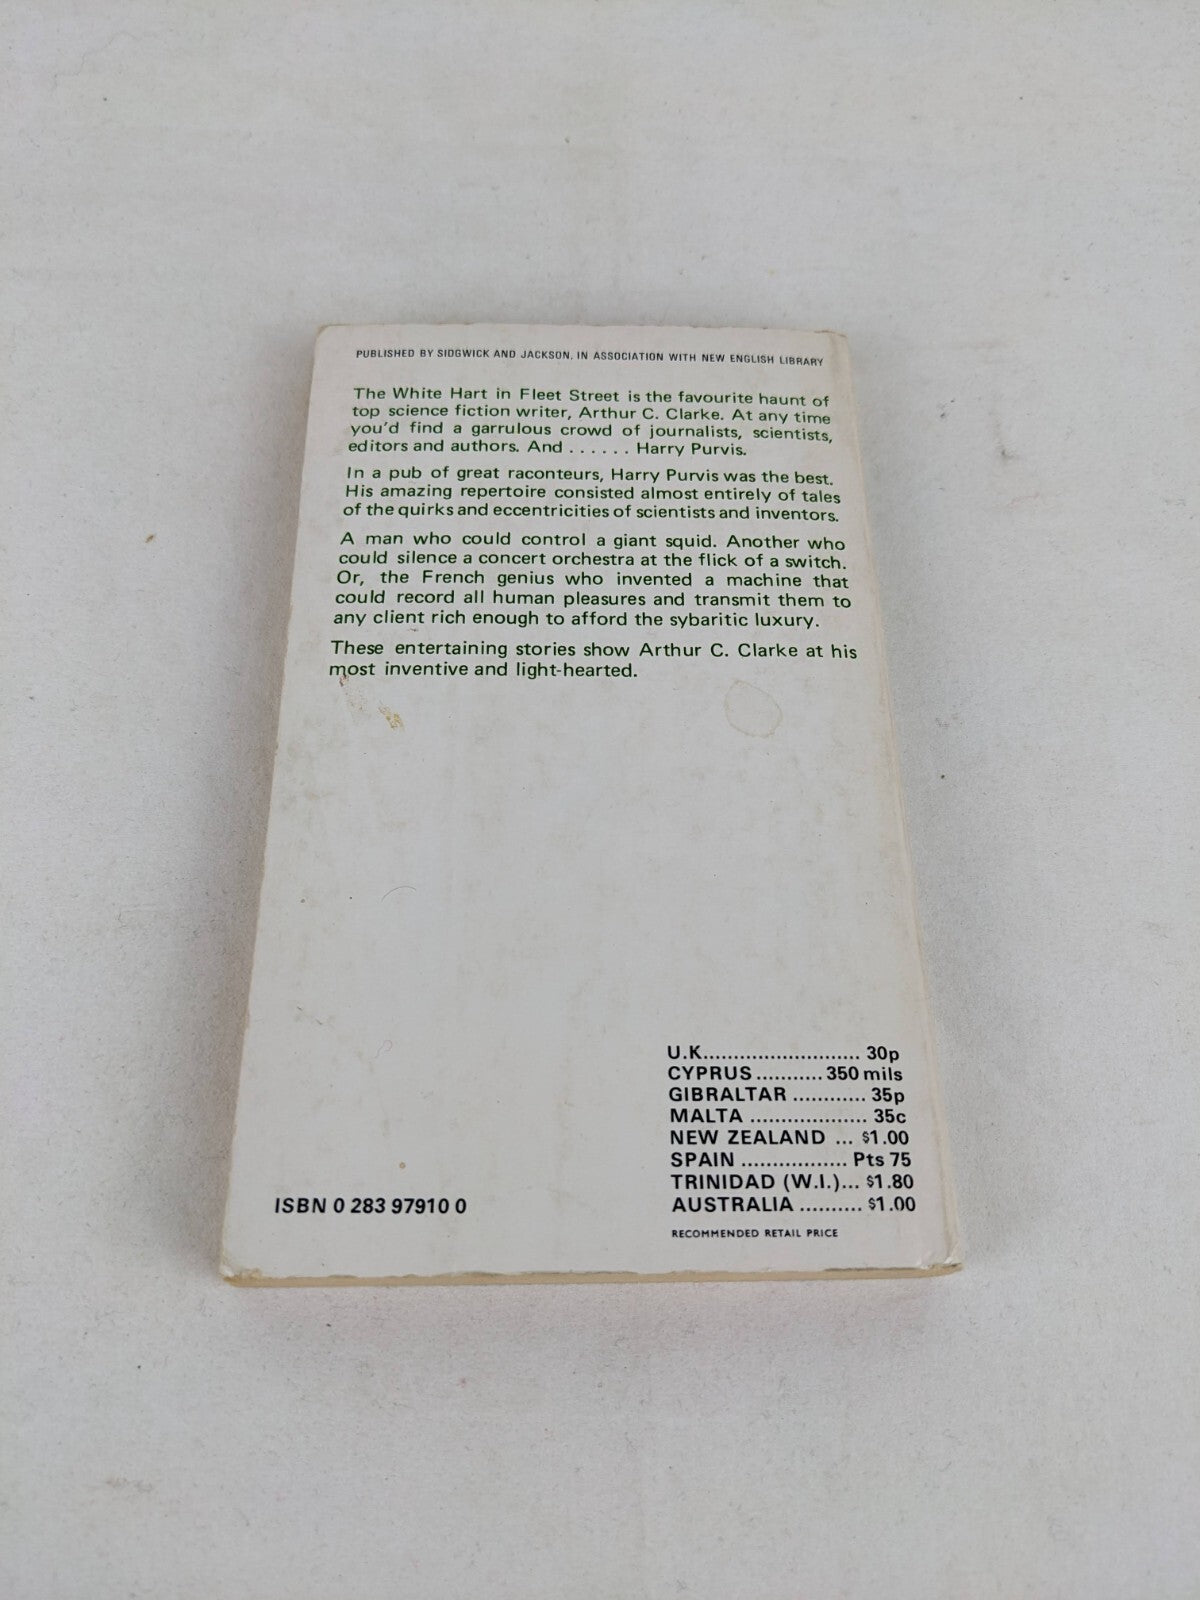 PUBLISHED BY SIDGWICK AND JACKSON, IN ASSOCIATION WITH NEW ENGLISH LIBRARY
The White Hart in Fleet Street is the favourite haunt of
top science fiction writer, Arthur C. Clarke. At any time
you'd find a garrulous crowd of journalists, scientists,
editors and authors. And ...... Harry Purvis.
In a pub of great raconteurs, Harry Purvis was the best.
His amazing repertoire consisted almost entirely of tales
of the quirks and eccentricities of scientists and inventors.
A man who could control a giant squid. Another who
could silence a concert orchestra at the flick of a switch.
Or, the French genius who invented a machine that
could record all human pleasures and transmit them to
any client rich enough to afford the sybaritic luxury.
These entertaining stories show Arthur C. Clarke at his
most inventive and light-hearted.
U.K.......................... 30p
CYPRUS ........... 350 mils
GIBRALTAR ............ 35p
MALTA ................... 35c
NEW ZEALAND ... $1.00
SPAIN .................. Pts 75
TRINIDAD (W.I.)... $1.80
AUSTRALIA .......... $1.00
RECOMMENDED RETAIL PRICE
ISBN 0 283 97910 0